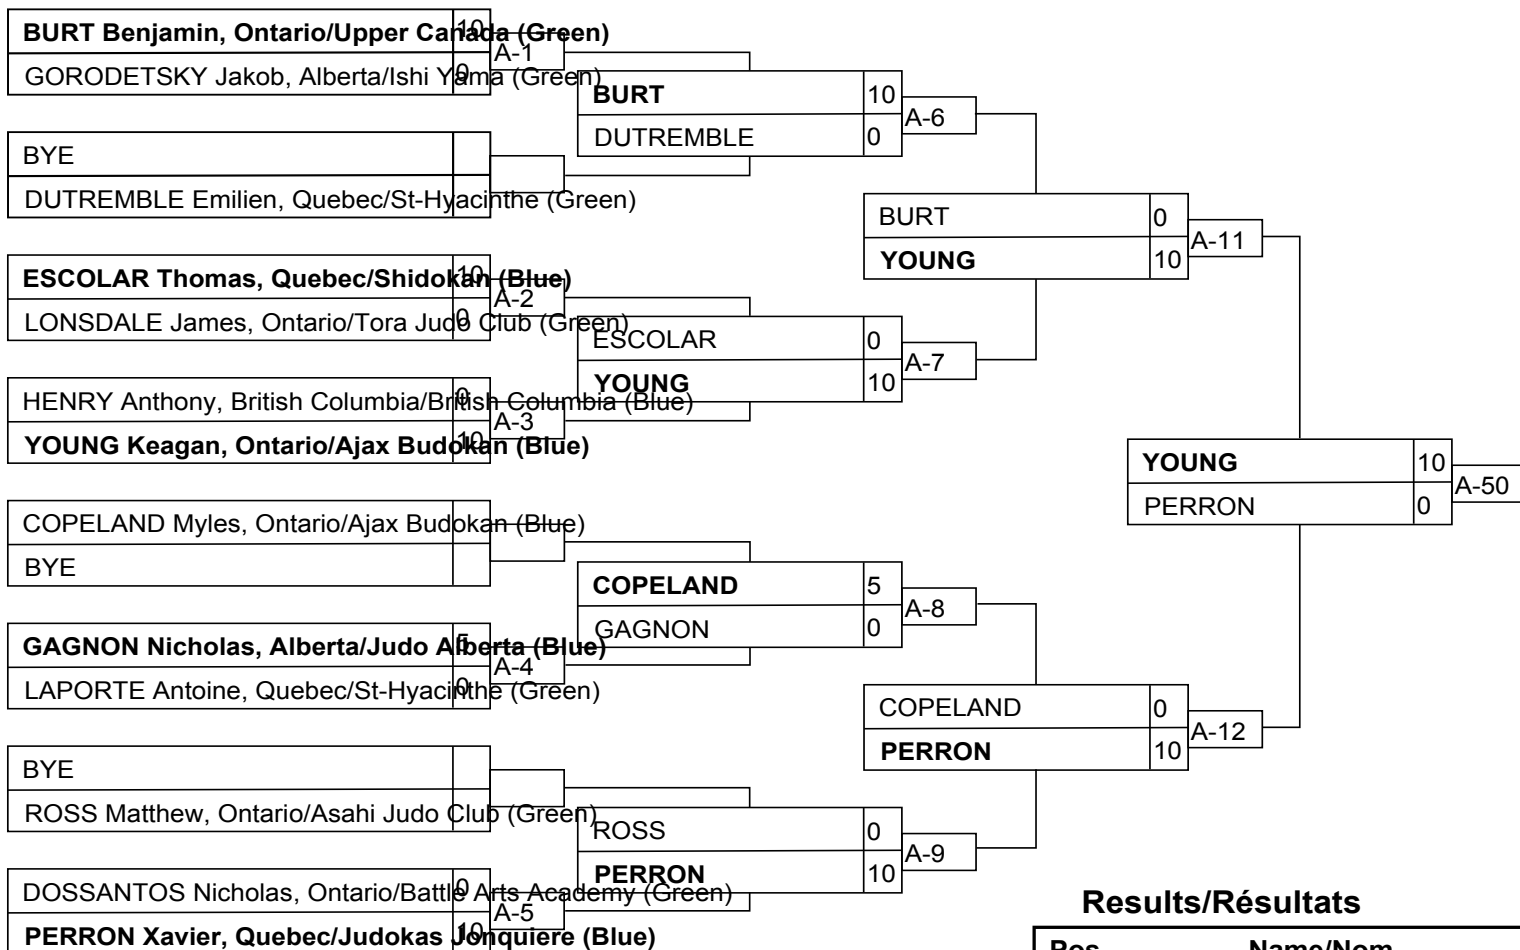 BURT Benjamin, Ontario/Upper Canada (Green) 10
A-1
GORODETSKY Jakob, Alberta/Ishi Yama (Green) 0
BURT 10
A-6
DUTREMBLE 0
BYE
DUTREMBLE Emilien, Quebec/St-Hyacinthe (Green)
BURT 0
A-11
YOUNG 10
ESCOLAR Thomas, Quebec/Shidokan (Blue) 10
A-2
LONSDALE James, Ontario/Tora Judo Club (Green) 0
ESCOLAR 0
A-7
YOUNG 10
HENRY Anthony, British Columbia/British Columbia (Blue) 0
A-3
YOUNG Keagan, Ontario/Ajax Budokan (Blue) 10
YOUNG 10
A-50
PERRON 0
COPELAND Myles, Ontario/Ajax Budokan (Blue)
BYE
COPELAND 5
A-8
GAGNON 0
GAGNON Nicholas, Alberta/Judo Alberta (Blue) 5
A-4
LAPORTE Antoine, Quebec/St-Hyacinthe (Green) 0
COPELAND 0
A-12
PERRON 10
BYE
ROSS Matthew, Ontario/Asahi Judo Club (Green)
ROSS 0
A-9
PERRON 10
DOSSANTOS Nicholas, Ontario/Battle Arts Academy (Green) 0
A-5
PERRON Xavier, Quebec/Judokas Jonquiere (Blue) 10
Results/Résultats
Pos Name/Nom